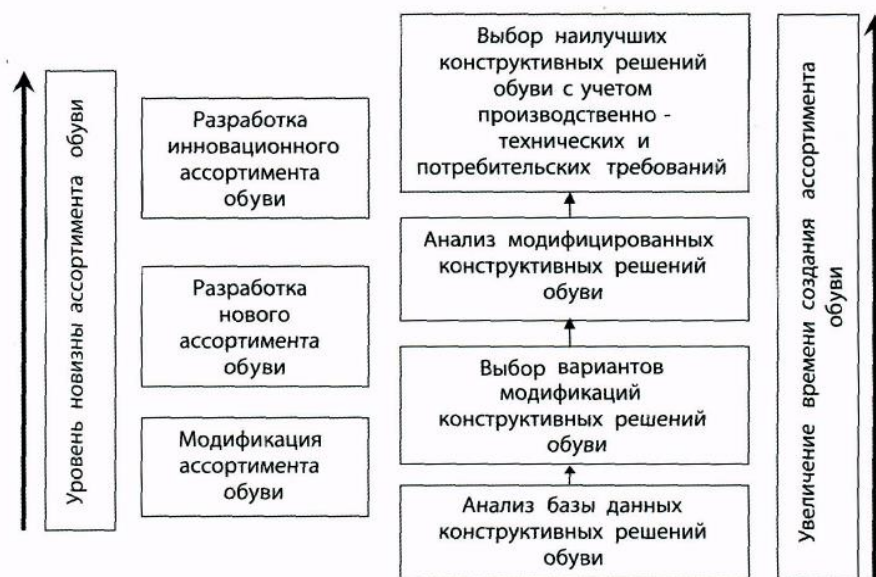 Уровень новизны ассортимента обуви
Разработка
инновационного
ассортимента
обуви
Разработка
нового
ассортимента
обуви
Модификация
ассортимента
обуви
Выбор наилучших
конструктивных решений
обуви с учетом
производственно -
технических и
потребительских требований
Анализ модифицированных
конструктивных решений
обуви
Выбор вариантов
модификаций
конструктивных решений
обуви
Анализ базы данных
конструктивных решений
обуви
Увеличение времени создания ассортимента
обуви